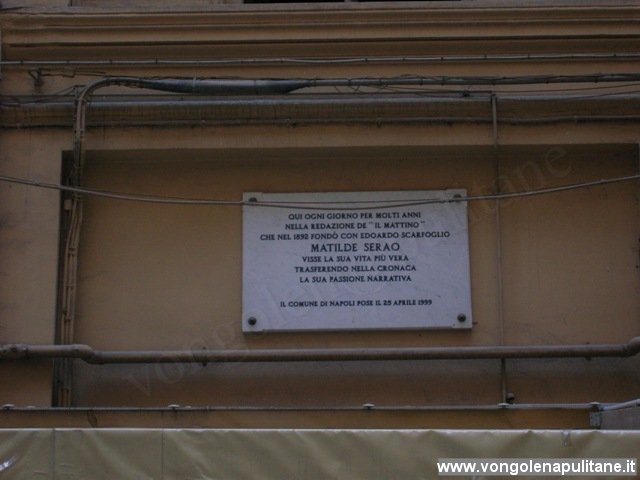 QUI OGNI GIORNO PER MOLTI ANNI
NELLA REDAZIONE DE "IL MATTINO"
CHE NEL 1892 FONDÒ CON EDOARDO SCARFOGLIO
MATILDE SERAO
VISSE LA SUA VITA PIÙ VERA
TRASFERENDO NELLA CRONACA
LA SUA PASSIONE NARRATIVA
IL COMUNE DI NAPOLI POSE IL 25 APRILE 1999
www.vongolenapulitane.it